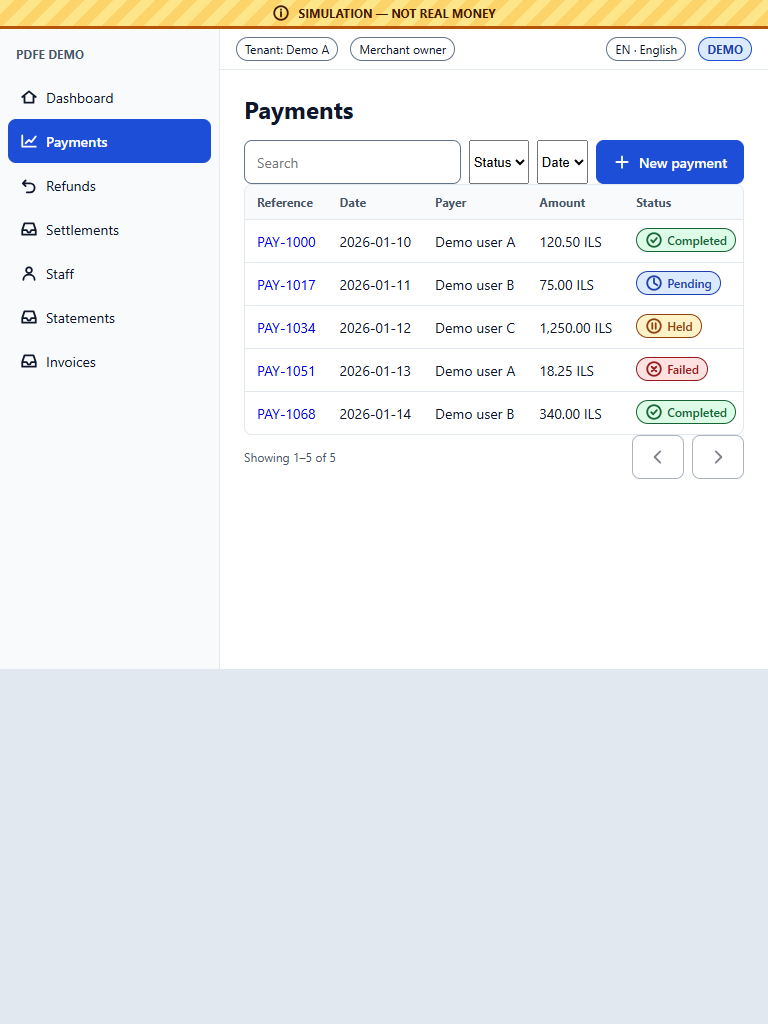 SIMULATION — NOT REAL MONEY
PDFE DEMO
Tenant: Demo A
Merchant owner
EN · English
DEMO
Dashboard
Payments
Refunds
Settlements
Staff
Statements
Invoices
Payments
Search
Status
Date
New payment
Reference Date Payer Amount Status
PAY-1000 2026-01-10 Demo user A 120.50 ILS Completed
PAY-1017 2026-01-11 Demo user B 75.00 ILS Pending
PAY-1034 2026-01-12 Demo user C 1,250.00 ILS Held
PAY-1051 2026-01-13 Demo user A 18.25 ILS Failed
PAY-1068 2026-01-14 Demo user B 340.00 ILS Completed
Showing 1–5 of 5